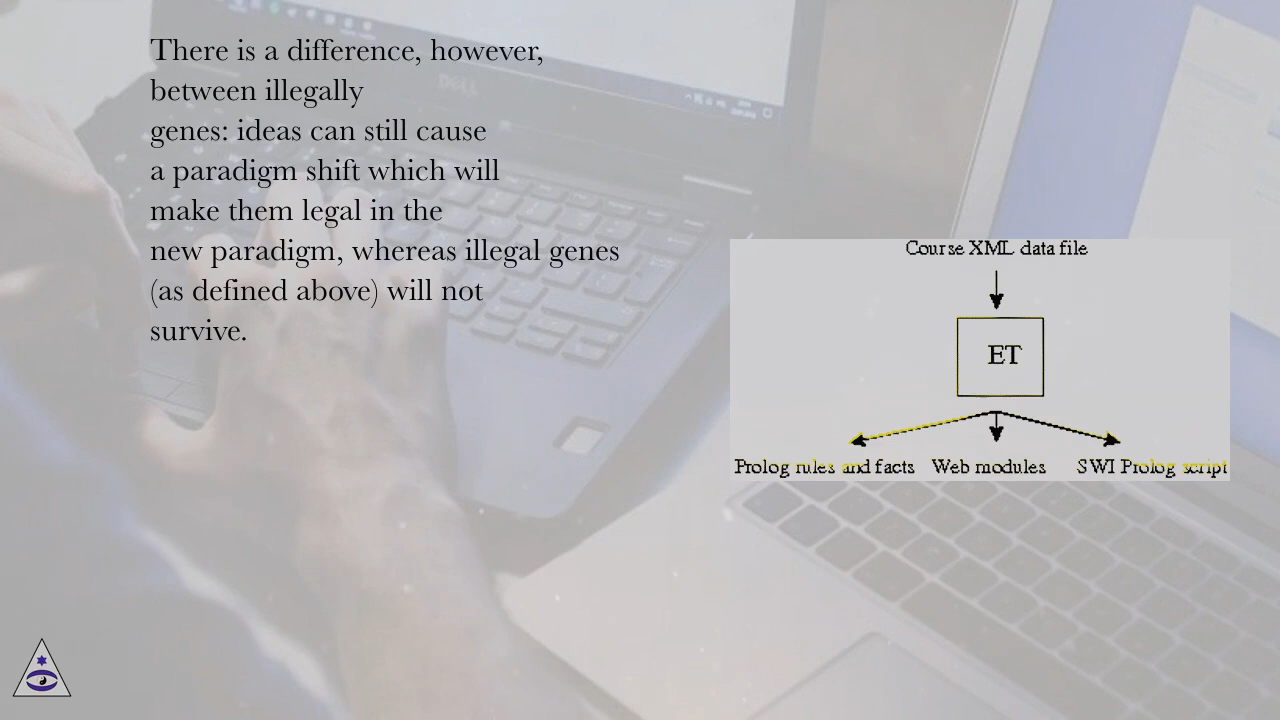 There is a difference, however,
between illegally
genes: ideas can still cause
a paradigm shift which will
make them legal in the
new paradigm, whereas illegal genes
(as defined above) will not
survive.
Course XML data file
ET
Prolog rules and facts Web modules SWI Prolog script
DELL